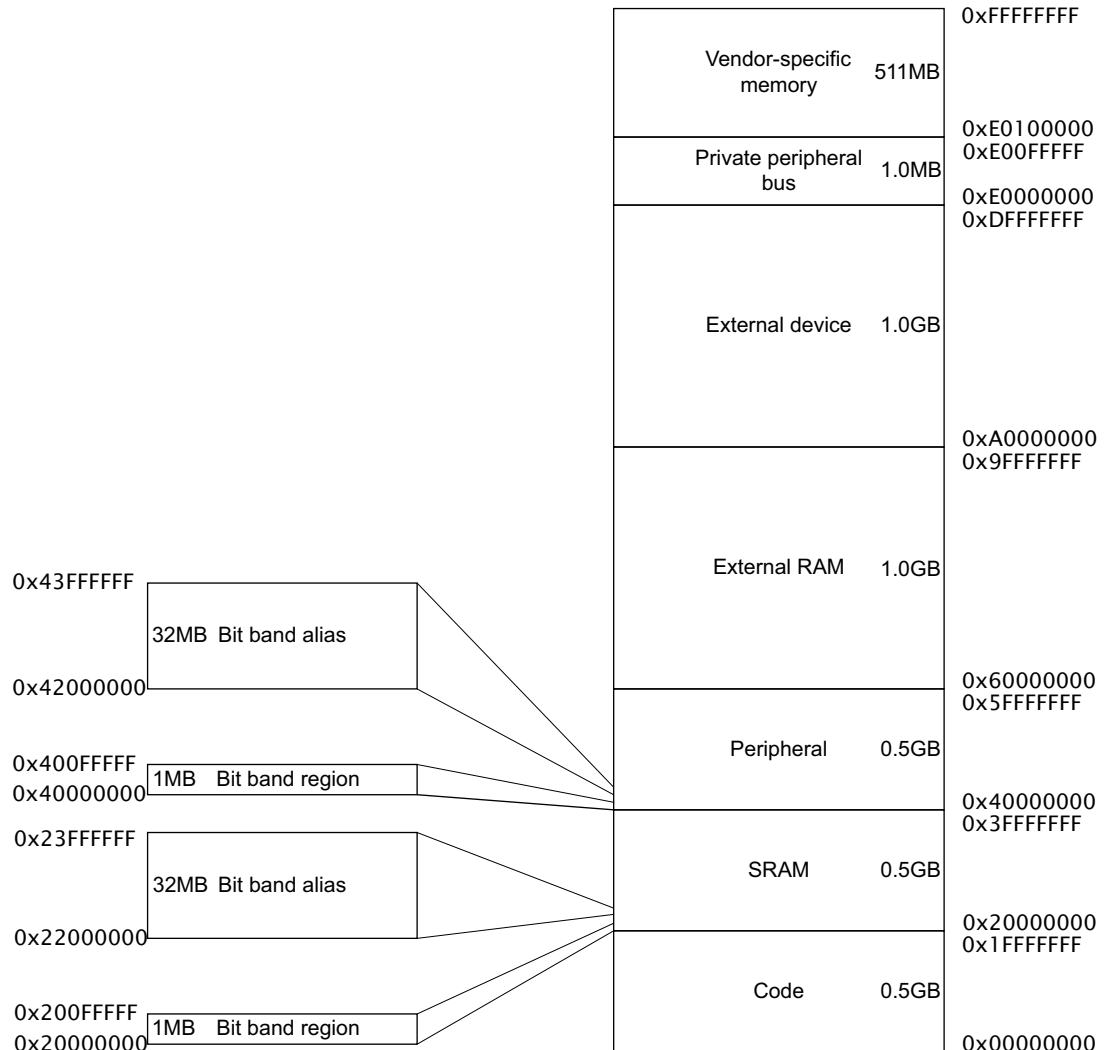 0xFFFFFFFF
Vendor-specific
memory
511MB
0xE0100000
0xE00FFFFF
Private peripheral
bus
1.0MB
0xE0000000
0xDFFFFFFF
External device 1.0GB
0xA0000000
0x9FFFFFFF
External RAM 1.0GB
0x60000000
0x5FFFFFFF
Peripheral 0.5GB
0x40000000
0x3FFFFFFF
SRAM 0.5GB
0x20000000
0x1FFFFFFF
Code 0.5GB
0x00000000
0x43FFFFFF
32MB Bit band alias
0x42000000
0x400FFFFF
1MB Bit band region
0x40000000
0x23FFFFFF
32MB Bit band alias
0x22000000
0x200FFFFF
1MB Bit band region
0x20000000